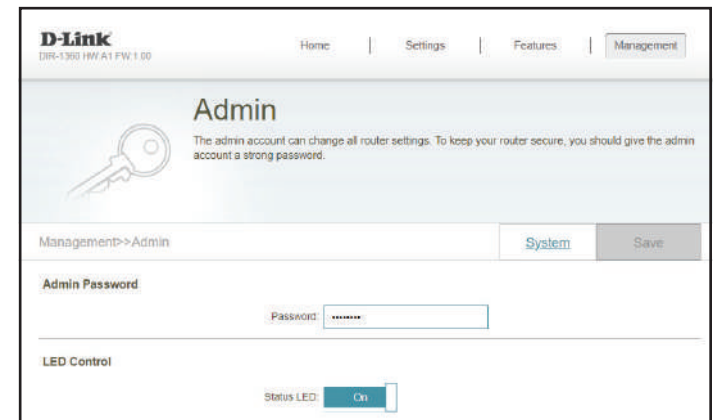 D-Link
DIR-1360 HW:A1 FW:1.00
Home | Settings | Features | Management
Admin
The admin account can change all router settings. To keep your router secure, you should give the admin
account a strong password.
Management>>Admin
System
Save
Admin Password
Password: ••••••••
LED Control
Status LED: On